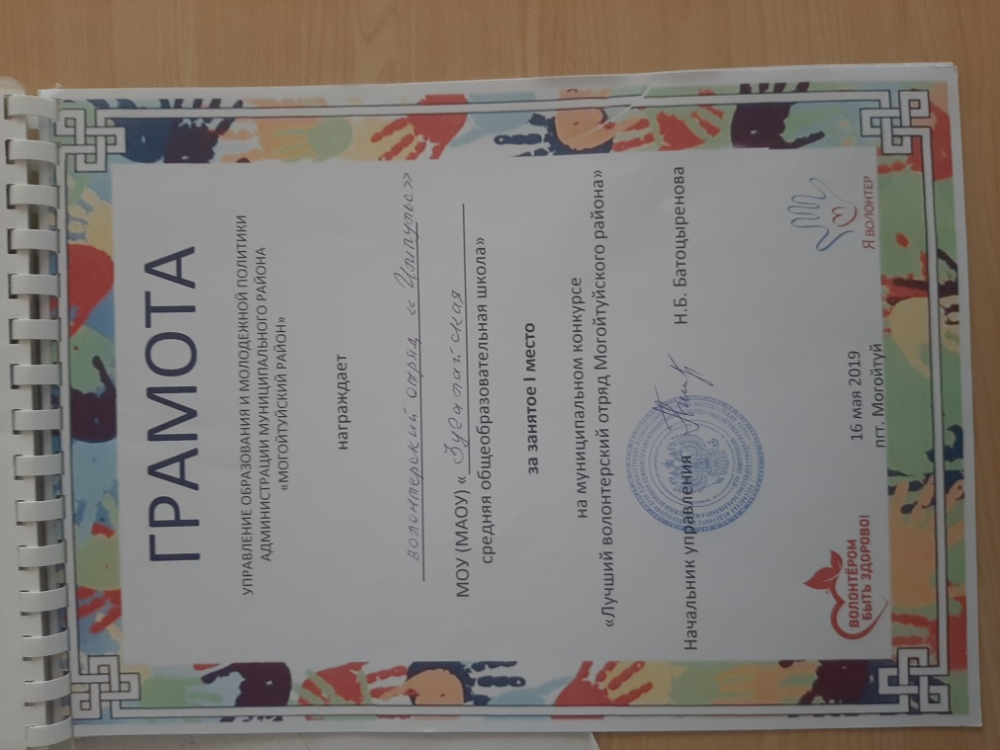 ГРАМОТА
УПРАВЛЕНИЕ ОБРАЗОВАНИЯ И МОЛОДЕЖНОЙ ПОЛИТИКИ
АДМИНИСТРАЦИИ МУНИЦИПАЛЬНОГО РАЙОНА
«МОГОЙТУЙСКИЙ РАЙОН»
награждает
волонтерский отряд « Импульс»
МОУ (МАОУ) « Зугалайская
средняя общеобразовательная школа»
за занятое I место
на муниципальном конкурсе
«Лучший волонтерский отряд Могойтуйского района»
Начальник управления Н.Б. Батоцыренова
ВОЛОНТЁРОМ
БЫТЬ ЗДОРОВО!
16 мая 2019
пгт. Могойтуй
Я ВОЛОНТЕР